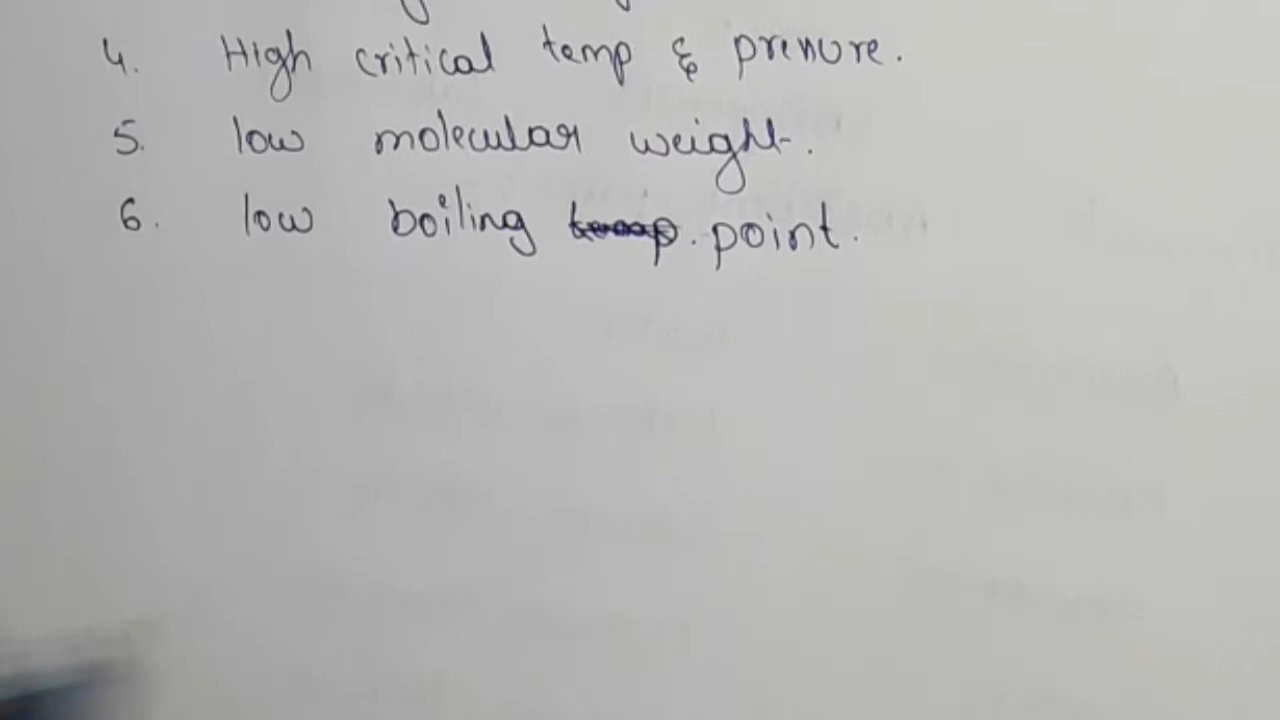 4. High critical temp & pressure.
5. low molecular weight.
6. low boiling point.